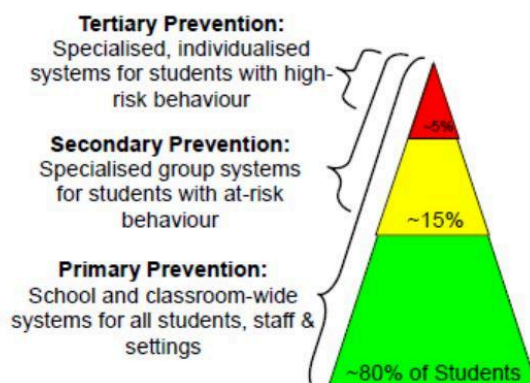 Tertiary Prevention:
Specialised, individualised
systems for students with high-
risk behaviour
~5%
Secondary Prevention:
Specialised group systems
for students with at-risk
behaviour
~15%
Primary Prevention:
School and classroom-wide
systems for all students, staff &
settings
~80% of Students